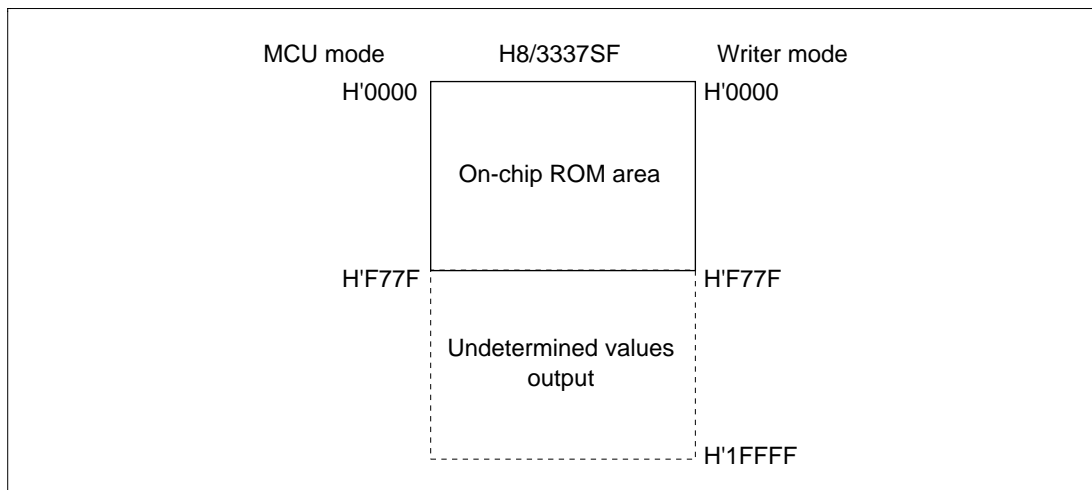 MCU mode H8/3337SF Writer mode
H'0000 H'0000
On-chip ROM area
H'F77F H'F77F
Undetermined values
output
H'1FFFF